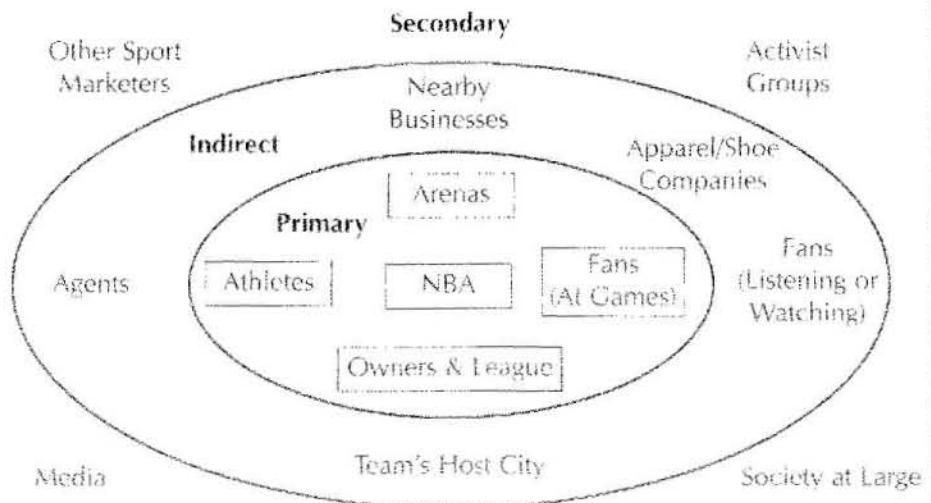 Secondary
Other Sport
Marketers
Activist
Groups
Nearby
Businesses
Indirect
Apparel/Shoe
Companies
Arenas
Primary
Agents
Athletes
NBA
Fans
(At Games)
Fans
(Listening or
Watching)
Owners & League
Media
Team's Host City
Society at Large